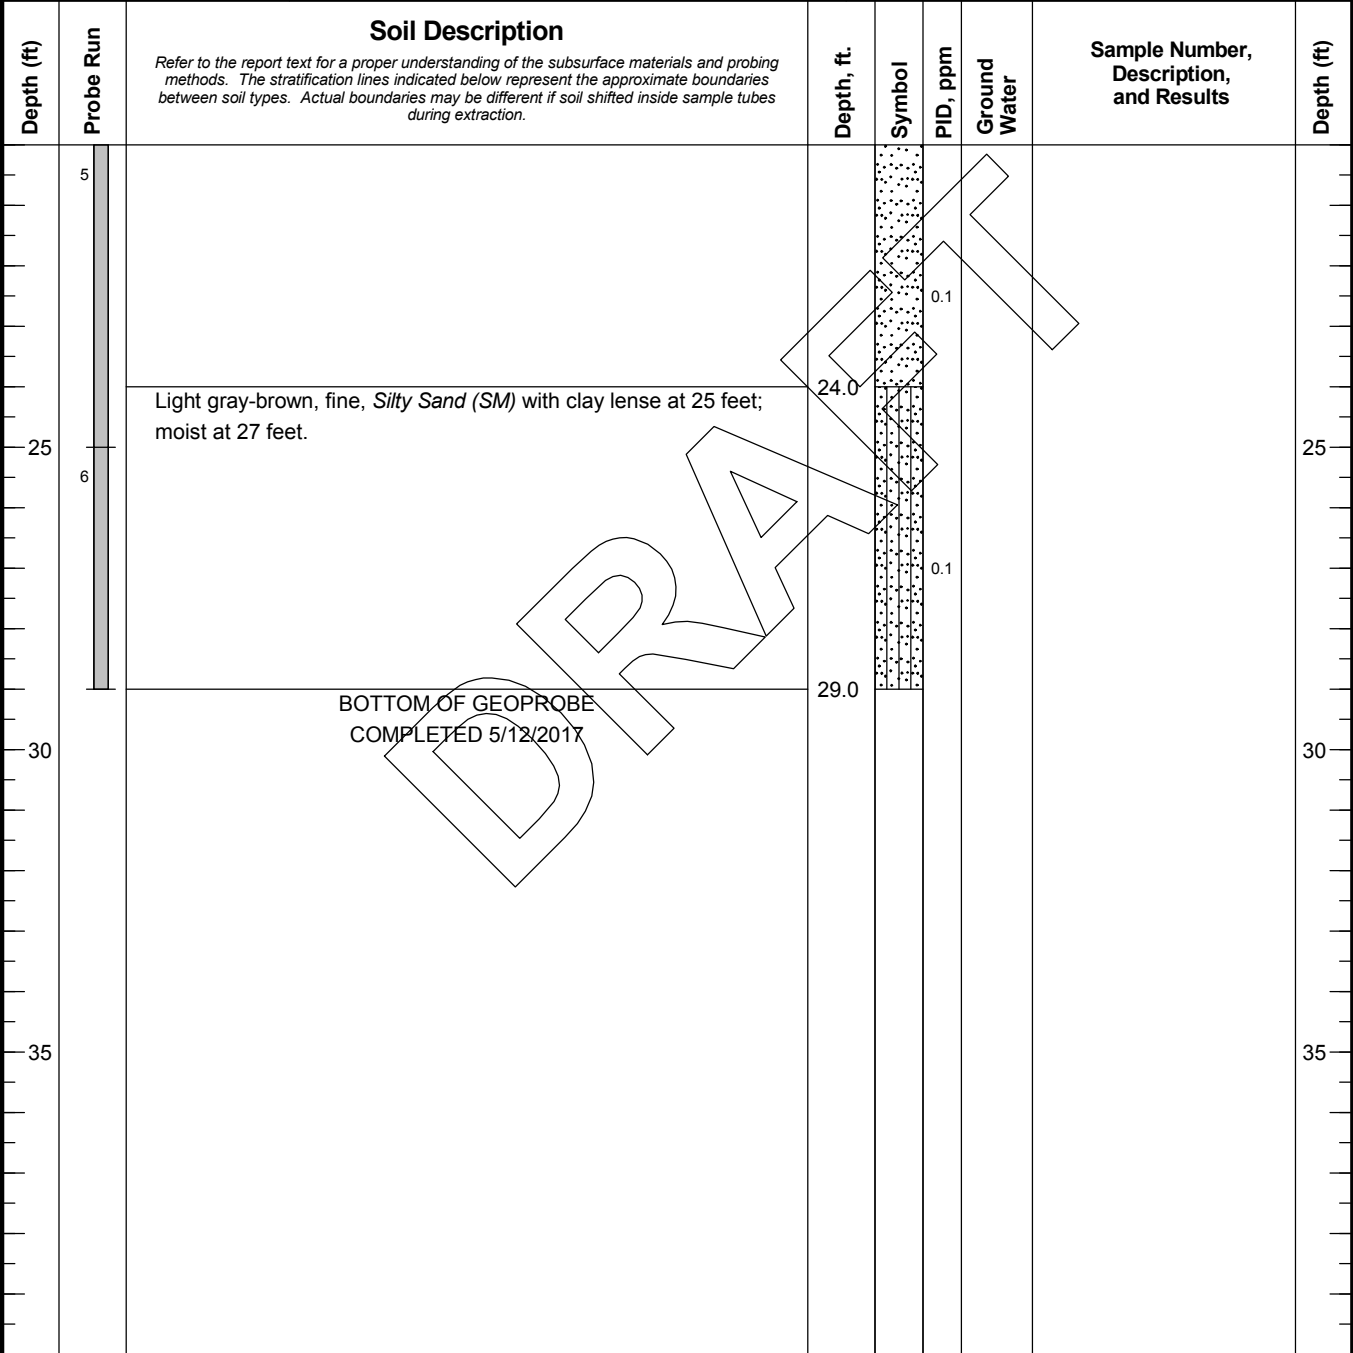 Depth (ft)
Probe Run
Soil Description
Refer to the report text for a proper understanding of the subsurface materials and probing
methods. The stratification lines indicated below represent the approximate boundaries
between soil types. Actual boundaries may be different if soil shifted inside sample tubes
during extraction.
Depth, ft.
Symbol
PID, ppm
Ground
Water
Sample Number,
Description,
and Results
Depth (ft)
5
0.1
24.0
Light gray-brown, fine, Silty Sand (SM) with clay lense at 25 feet;
moist at 27 feet.
25
25
6
0.1
29.0
BOTTOM OF GEOPROBE
COMPLETED 5/12/2017
30
30
35
35
DRAFT